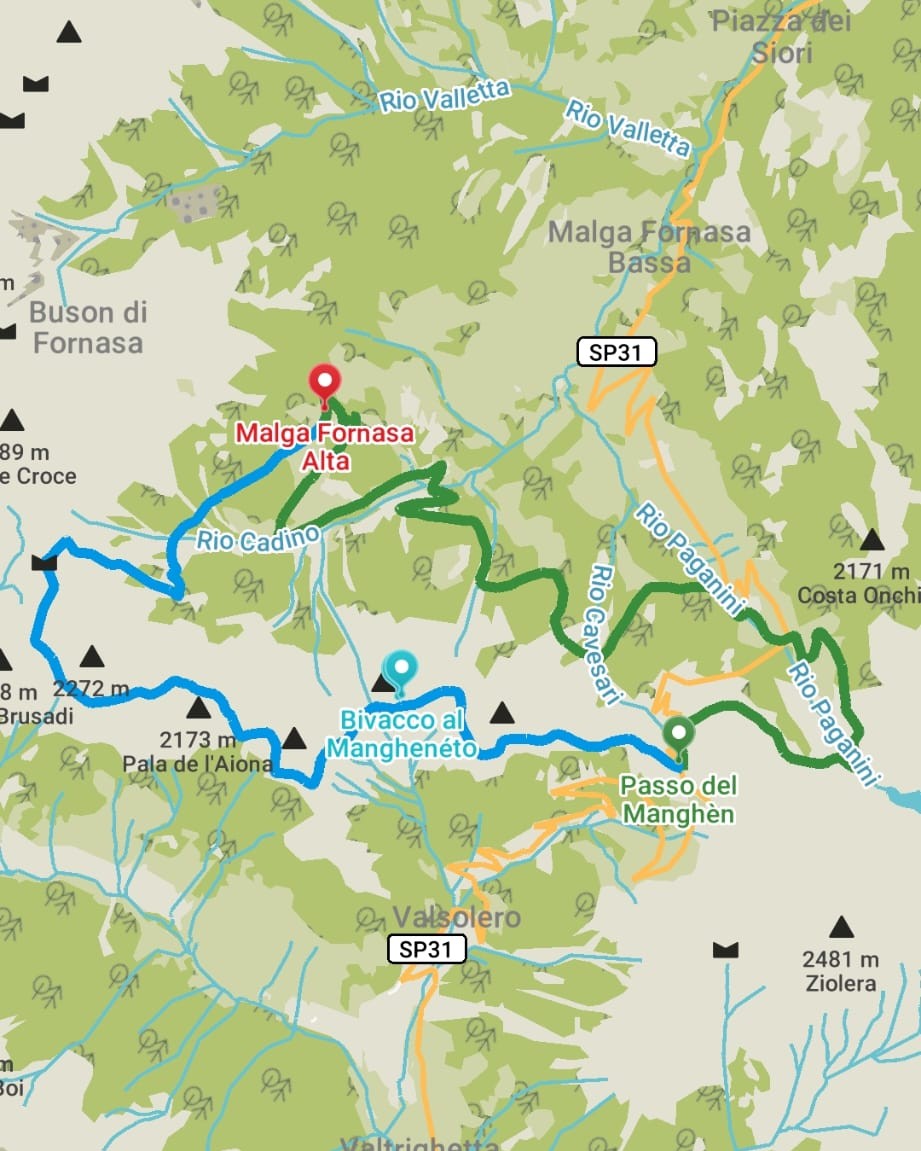 Piazza dei
Siori
Rio Valletta
Rio Valletta
Malga Fornasa
Bassa
m
Buson di
Fornasa
SP31
Malga Fornasa
Alta
89 m
e Croce
Rio Cadino
Rio Paganini
Rio Cavesari
2171 m
Costa Onchi
8 m
Brusadi
2272 m
2173 m
Pala de l'Aiona
Bivacco al
Manghenéto
Rio Paganini
Passo del
Manghèn
Valsolero
SP31
2481 m
Ziolera
m
Boi
Valtrighetta